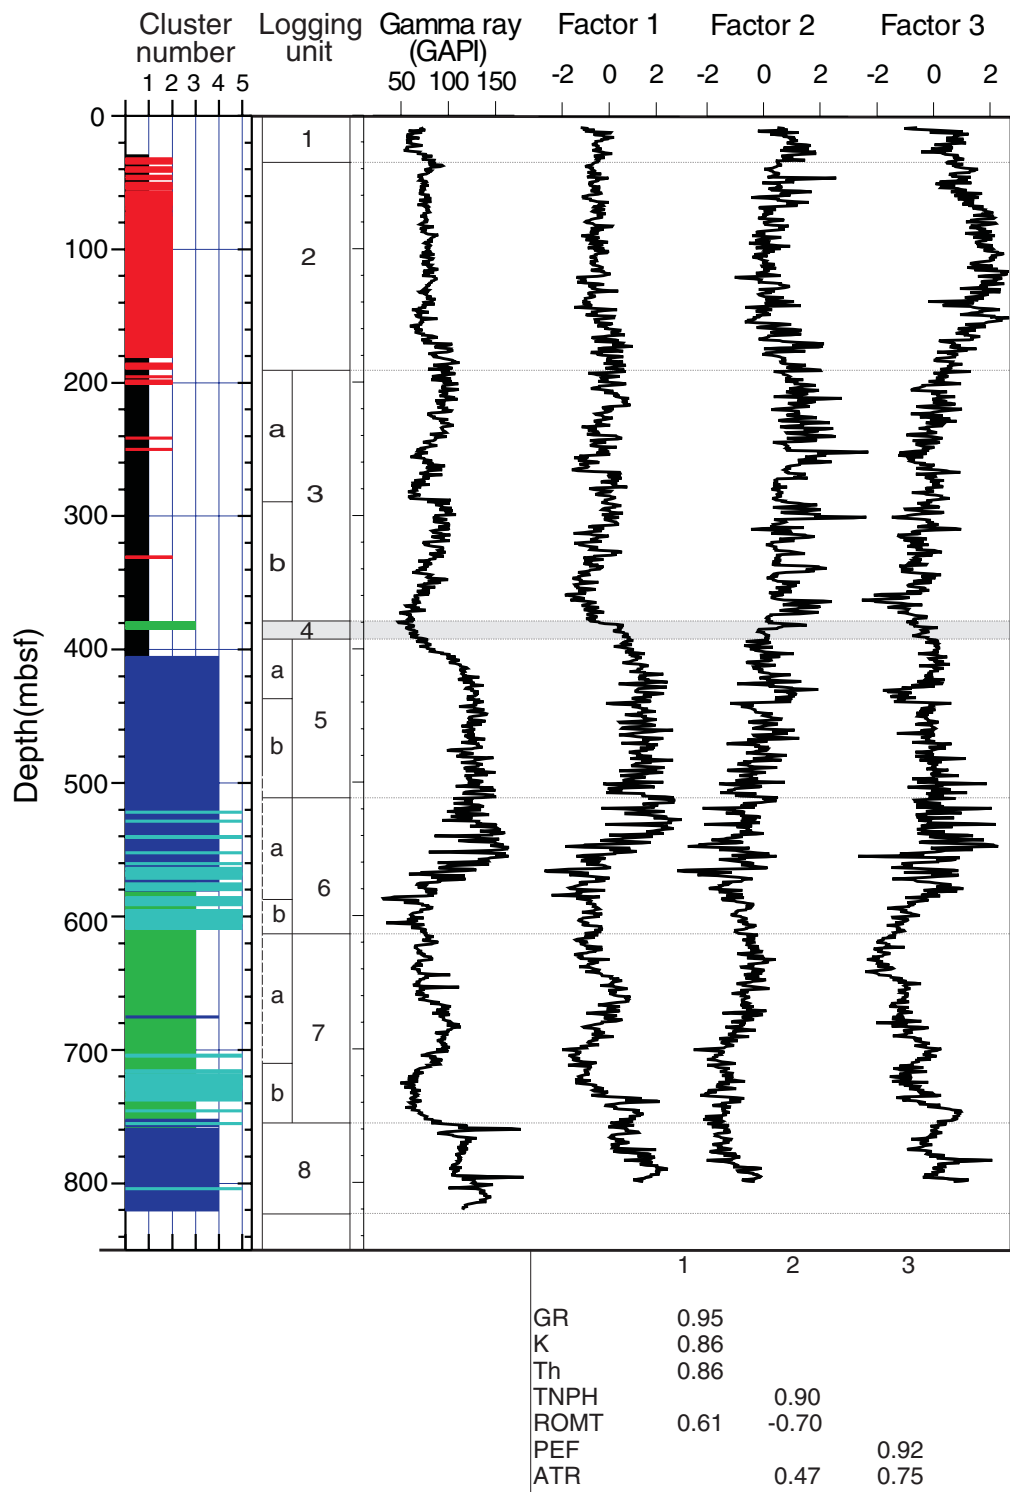 Cluster number
Logging unit
Gamma ray (GAPI)
Factor 1
Factor 2
Factor 3
1 2 3 4 5
50 100 150
-2 0 2
-2 0 2
-2 0 2
Depth(mbsf)
0
100
200
300
400
500
600
700
800
1
2
a
3
b
4
a
5
b
a
6
b
a
7
b
8
1 2 3
GR 0.95
K 0.86
Th 0.86
TNPH 0.90
ROMT 0.61 -0.70
PEF 0.92
ATR 0.47 0.75